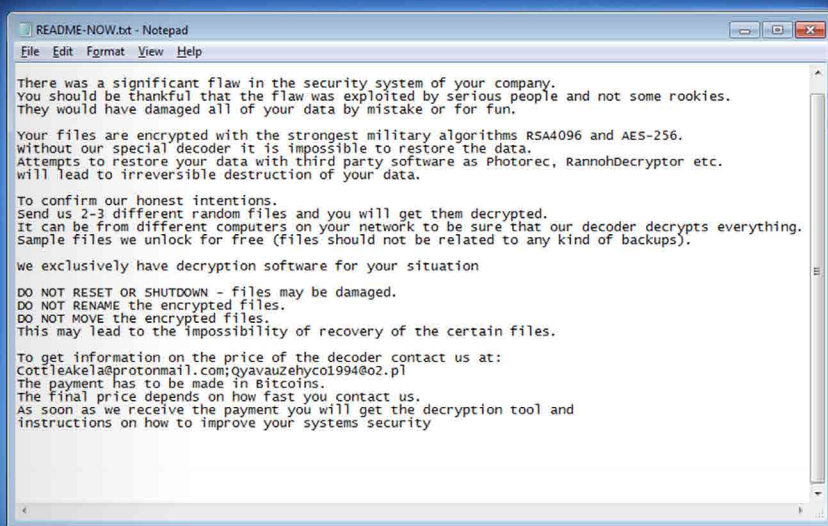 README-NOW.txt - Notepad
File Edit Format View Help
There was a significant flaw in the security system of your company.
You should be thankful that the flaw was exploited by serious people and not some rookies.
They would have damaged all of your data by mistake or for fun.
Your files are encrypted with the strongest military algorithms RSA4096 and AES-256.
Without our special decoder it is impossible to restore the data.
Attempts to restore your data with third party software as Photorec, RannohDecryptor etc.
will lead to irreversible destruction of your data.
To confirm our honest intentions.
Send us 2-3 different random files and you will get them decrypted.
It can be from different computers on your network to be sure that our decoder decrypts everything.
Sample files we unlock for free (files should not be related to any kind of backups).
We exclusively have decryption software for your situation
DO NOT RESET OR SHUTDOWN - files may be damaged.
DO NOT RENAME the encrypted files.
DO NOT MOVE the encrypted files.
This may lead to the impossibility of recovery of the certain files.
To get information on the price of the decoder contact us at:
CottleAkela@protonmail.com;QyavauZehyco1994@o2.pl
The payment has to be made in Bitcoins.
The final price depends on how fast you contact us.
As soon as we receive the payment you will get the decryption tool and
instructions on how to improve your systems security